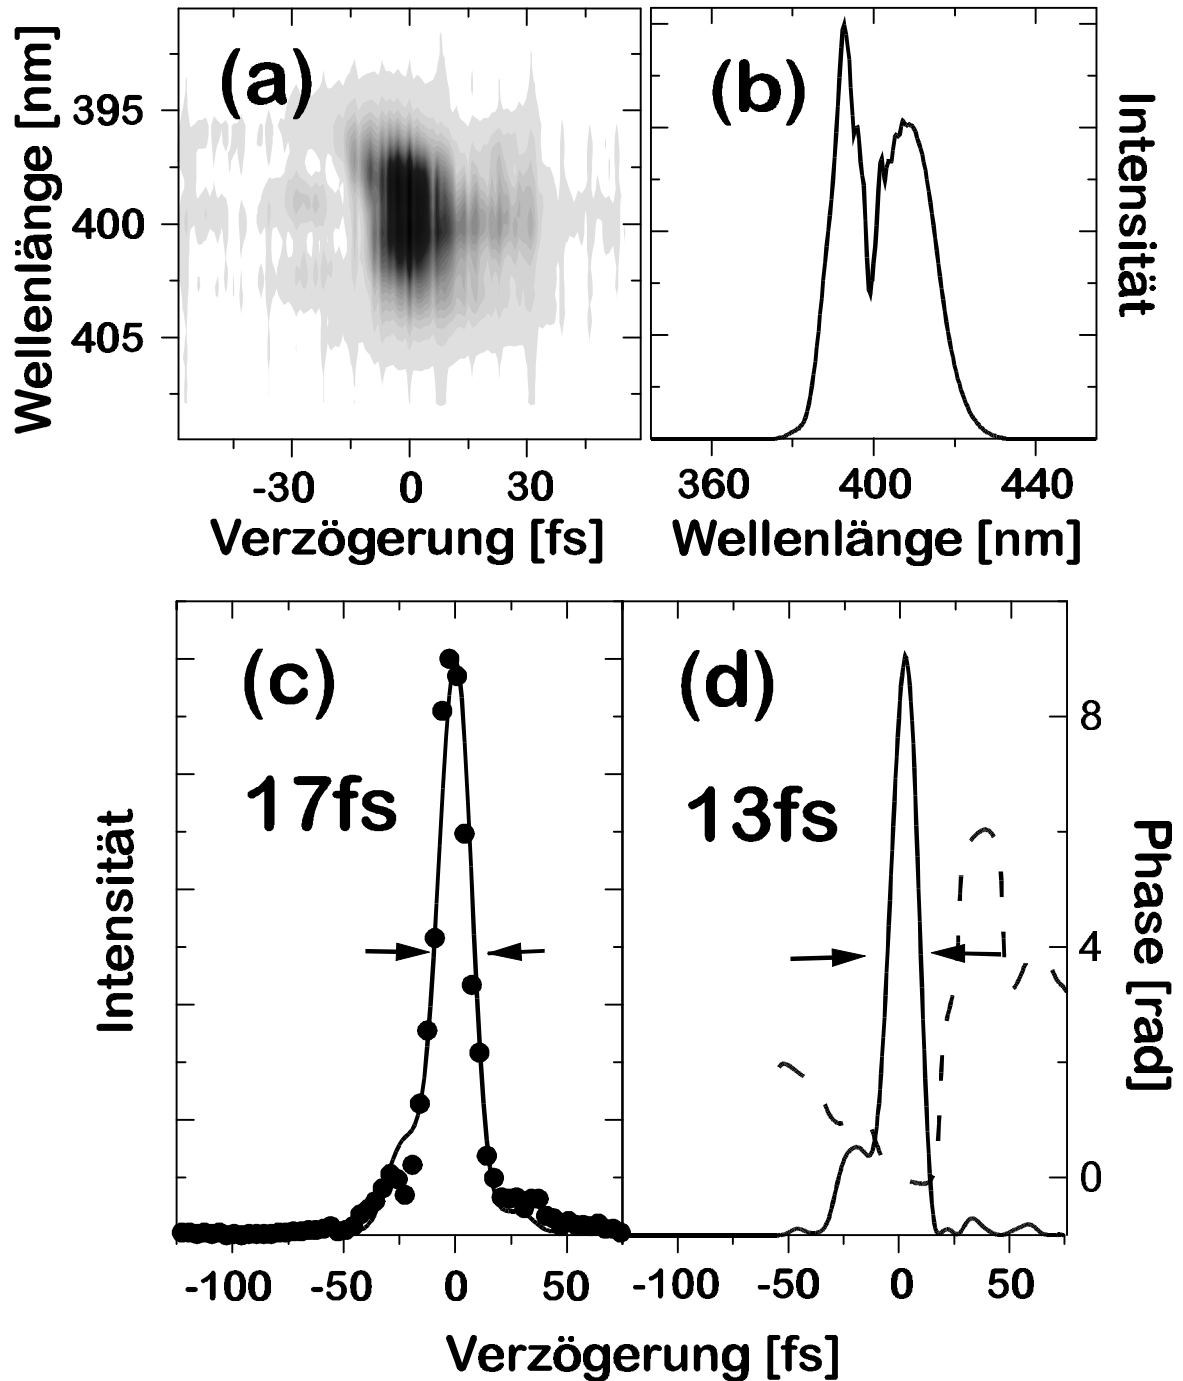 (a)
Wellenlänge [nm]
395
400
405
-30 0 30
Verzögerung [fs]
(b)
Intensität
360 400 440
Wellenlänge [nm]
(c)
17fs
Intensität
-100 -50 0 50
(d)
13fs
8
4
0
Phase [rad]
-100 -50 0 50
Verzögerung [fs]